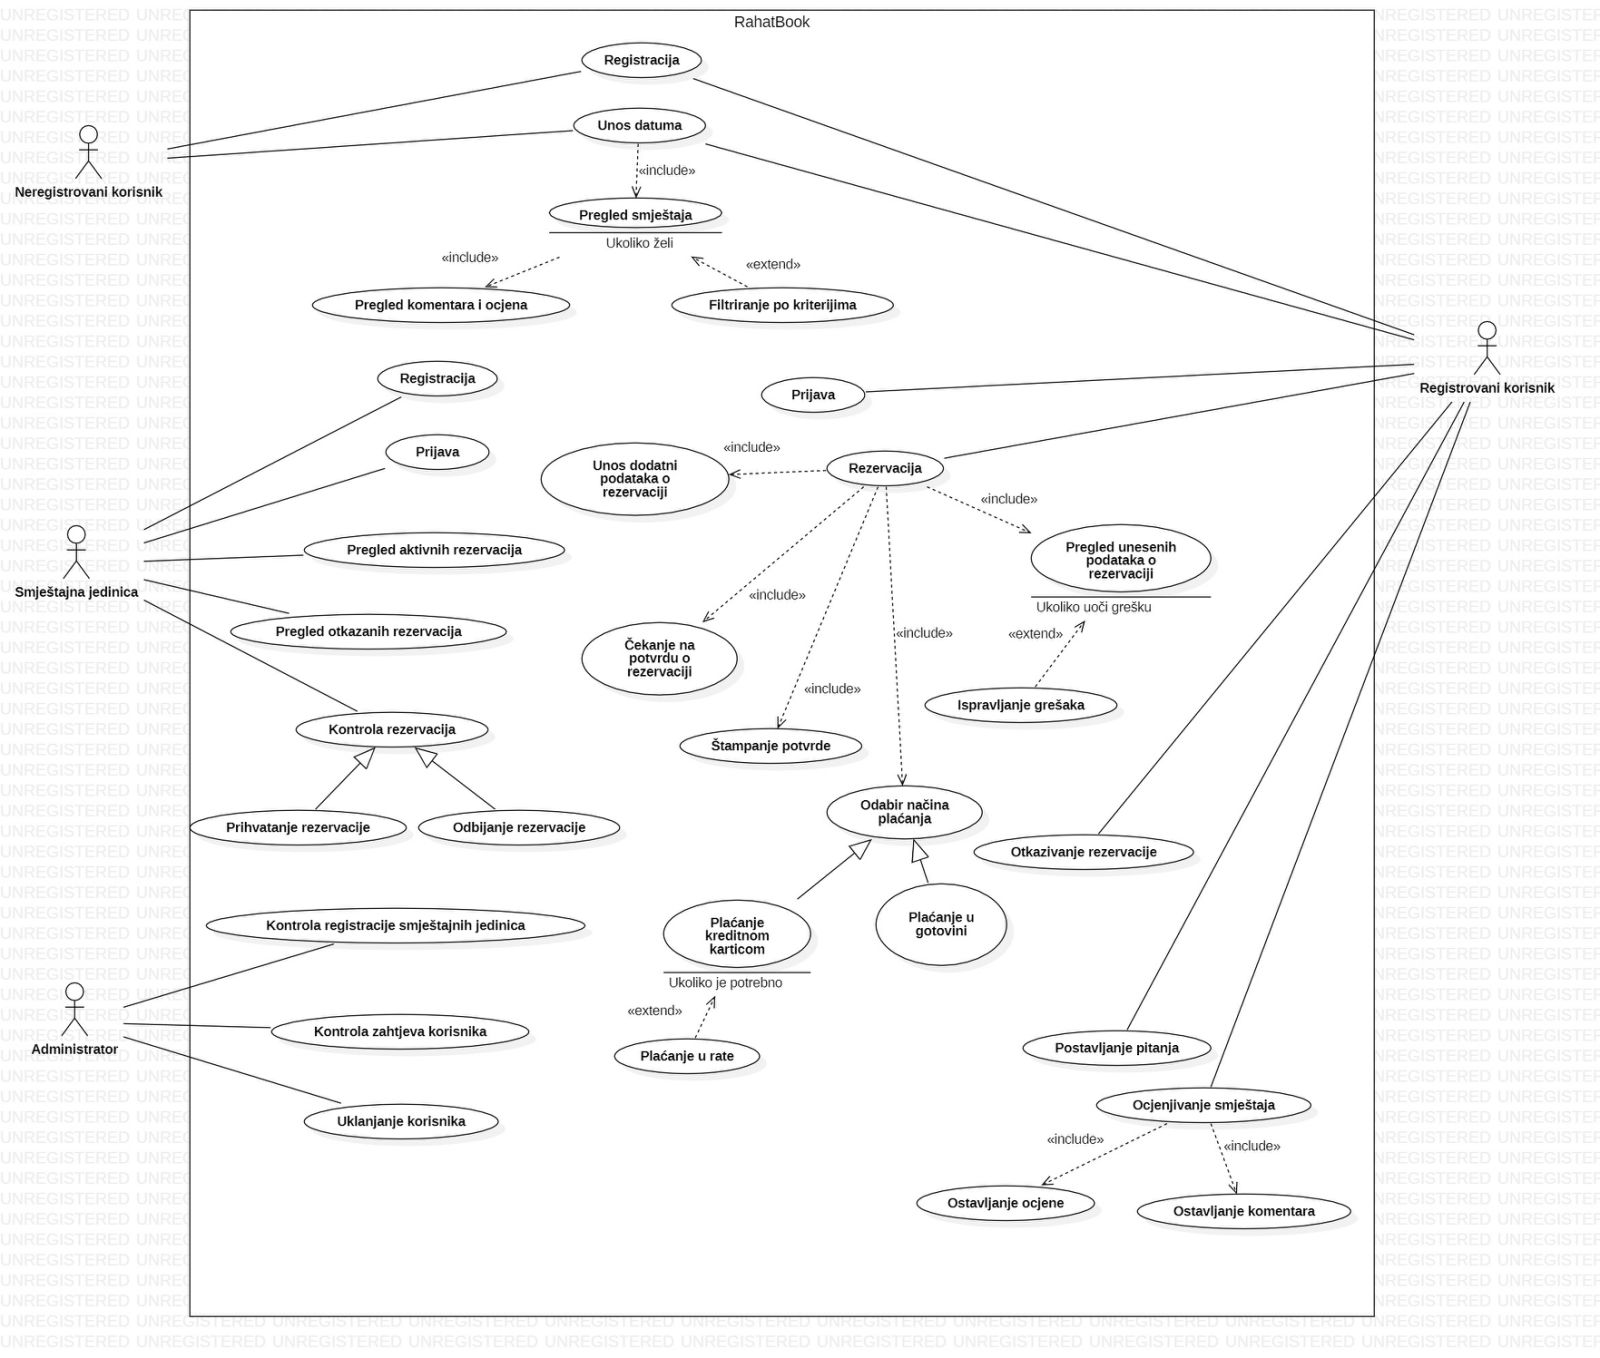 RahatBook
Registracija
Unos datuma
«include»
Neregistrovani korisnik
Pregled smještaja
Ukoliko želi
«include»
«extend»
Pregled komentara i ocjena
Filtriranje po kriterijima
Registracija
Prijava
Registrovani korisnik
Prijava
«include»
Unos dodatni
podataka o
rezervaciji
Rezervacija
«include»
Pregled aktivnih rezervacija
Pregled unesenih
podataka o
rezervaciji
Smještajna jedinica
«include»
Ukoliko uoči grešku
Pregled otkazanih rezervacija
«include»
«extend»
Čekanje na
potvrdu o
rezervaciji
«include»
Ispravljanje grešaka
Kontrola rezervacija
Štampanje potvrde
Odabir načina
plaćanja
Prihvatanje rezervacije
Odbijanje rezervacije
Otkazivanje rezervacije
Kontrola registracije smještajnih jedinica
Plaćanje
kreditnom
karticom
Plaćanje u
gotovini
Ukoliko je potrebno
«extend»
Kontrola zahtjeva korisnika
Administrator
Plaćanje u rate
Postavljanje pitanja
Ocjenjivanje smještaja
Uklanjanje korisnika
«include»
«include»
Ostavljanje ocjene
Ostavljanje komentara